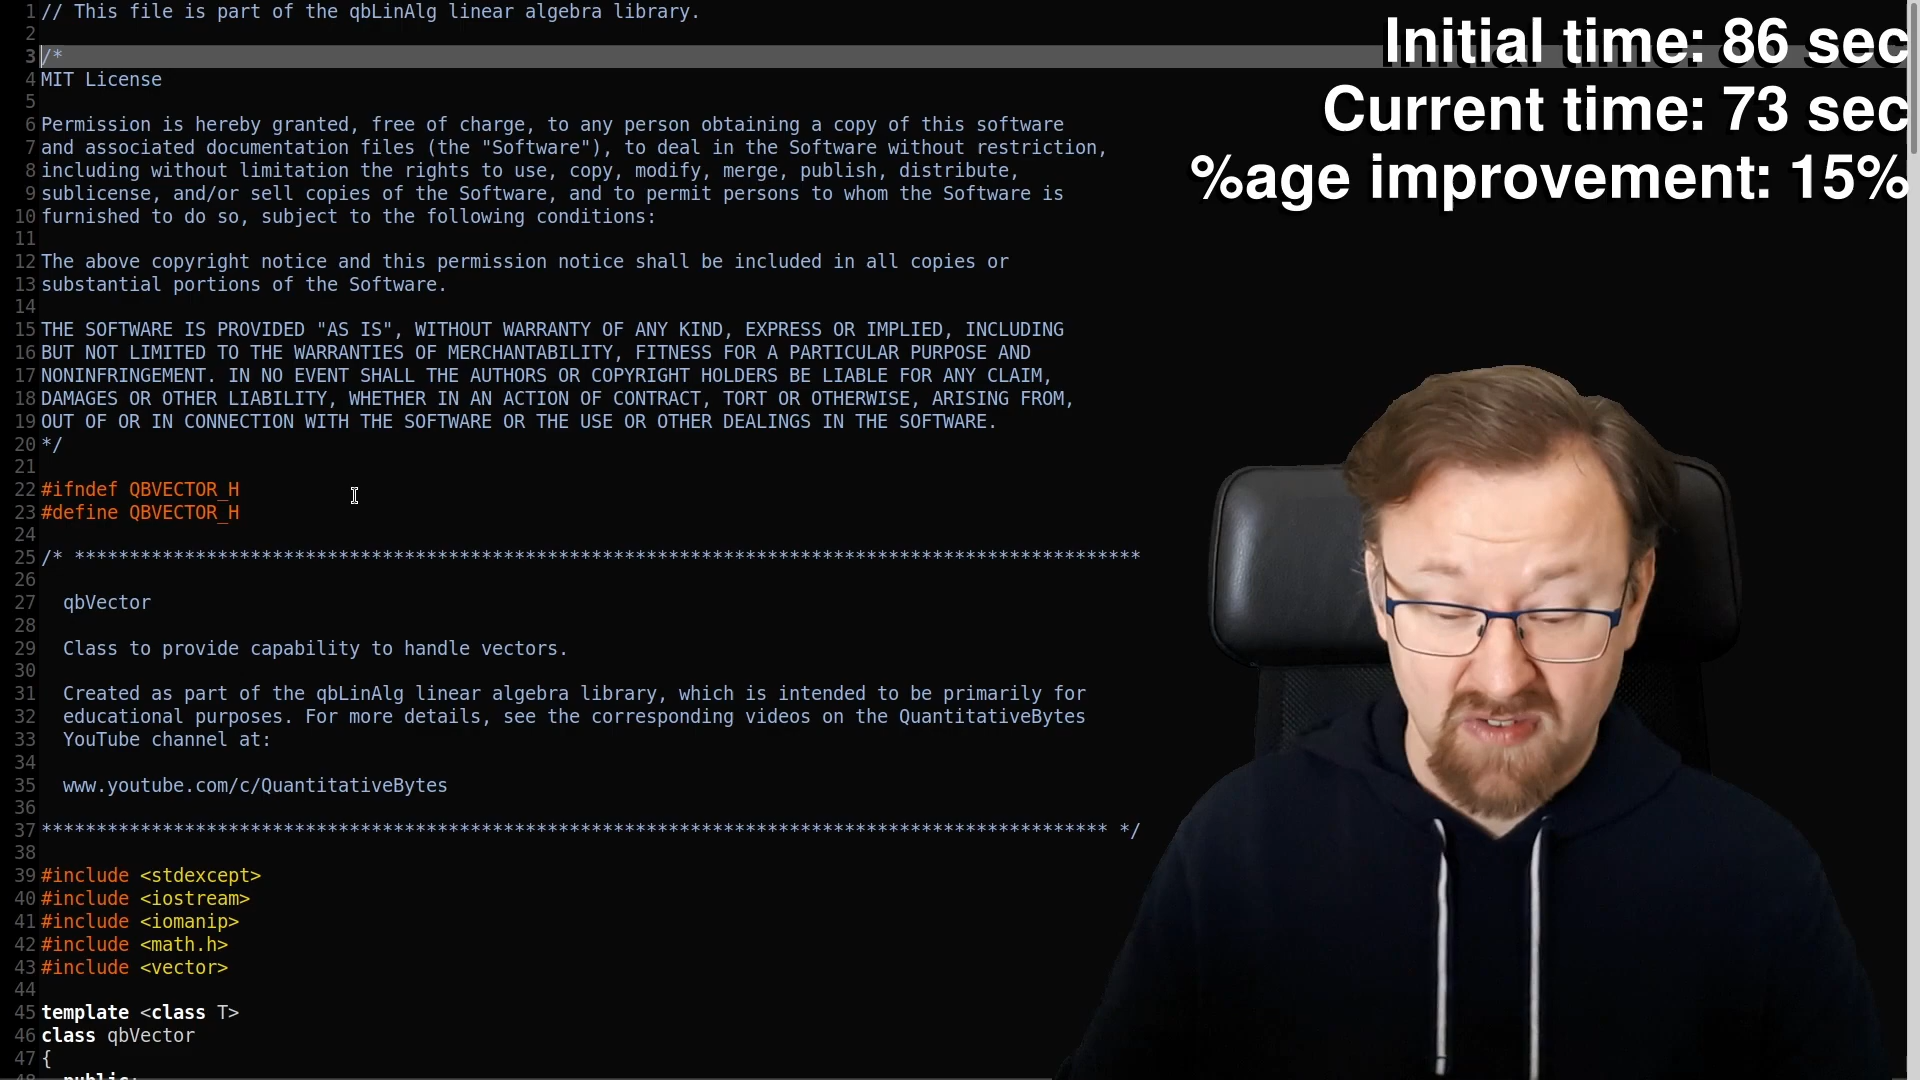 1 // This file is part of the qbLinAlg linear algebra library.
2
3 /*
4 MIT License
5
6 Permission is hereby granted, free of charge, to any person obtaining a copy of this software
7 and associated documentation files (the "Software"), to deal in the Software without restriction,
8 including without limitation the rights to use, copy, modify, merge, publish, distribute,
9 sublicense, and/or sell copies of the Software, and to permit persons to whom the Software is
10 furnished to do so, subject to the following conditions:
11
12 The above copyright notice and this permission notice shall be included in all copies or
13 substantial portions of the Software.
14
15 THE SOFTWARE IS PROVIDED "AS IS", WITHOUT WARRANTY OF ANY KIND, EXPRESS OR IMPLIED, INCLUDING
16 BUT NOT LIMITED TO THE WARRANTIES OF MERCHANTABILITY, FITNESS FOR A PARTICULAR PURPOSE AND
17 NONINFRINGEMENT. IN NO EVENT SHALL THE AUTHORS OR COPYRIGHT HOLDERS BE LIABLE FOR ANY CLAIM,
18 DAMAGES OR OTHER LIABILITY, WHETHER IN AN ACTION OF CONTRACT, TORT OR OTHERWISE, ARISING FROM,
19 OUT OF OR IN CONNECTION WITH THE SOFTWARE OR THE USE OR OTHER DEALINGS IN THE SOFTWARE.
20 */
21
22 #ifndef QBVECTOR_H
23 #define QBVECTOR_H
24
25 /* *************************************************************************************************
26
27 qbVector
28
29 Class to provide capability to handle vectors.
30
31 Created as part of the qbLinAlg linear algebra library, which is intended to be primarily for
32 educational purposes. For more details, see the corresponding videos on the QuantitativeBytes
33 YouTube channel at:
34
35 www.youtube.com/c/QuantitativeBytes
36
37 ************************************************************************************************* */
38
39 #include <stdexcept>
40 #include <iostream>
41 #include <iomanip>
42 #include <math.h>
43 #include <vector>
44
45 template <class T>
46 class qbVector
47 {
48 public:
Initial time: 86 sec
Current time: 73 sec
%age improvement: 15%